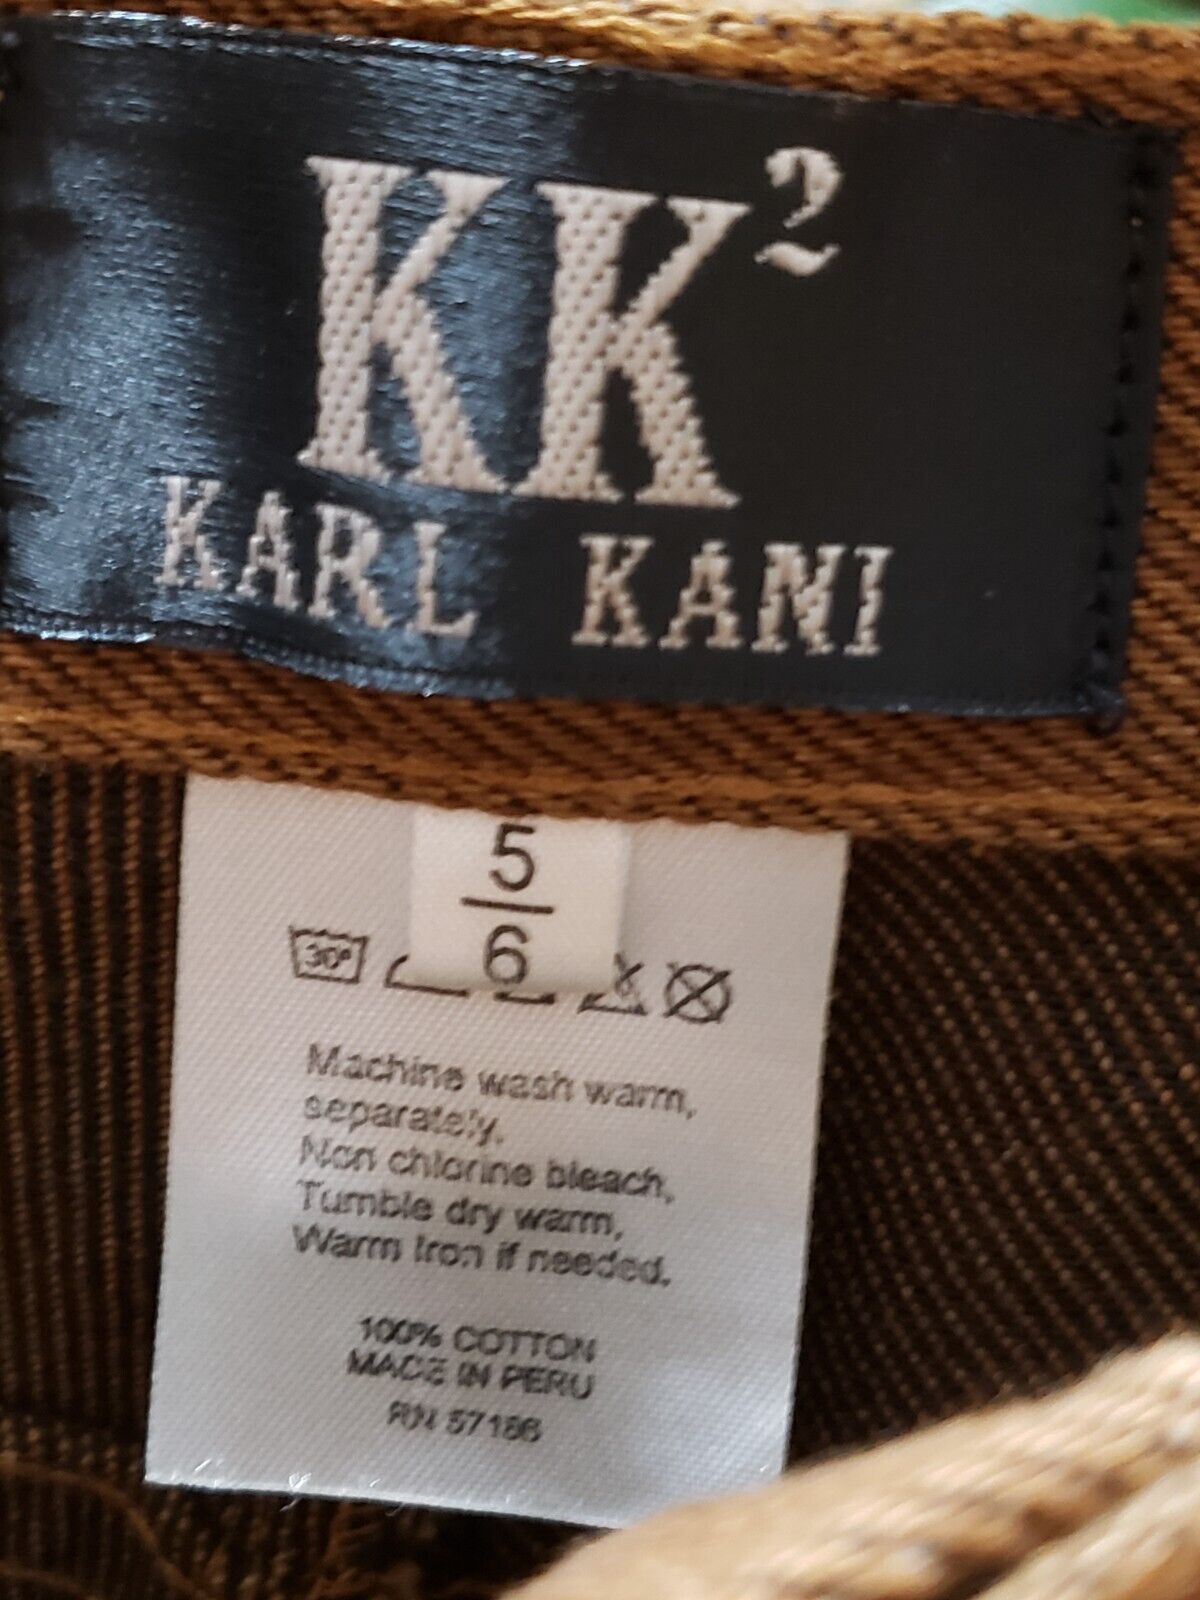 KK²
KARL KANI
5
6
30°
Machine wash warm,
separately.
Non chlorine bleach,
Tumble dry warm,
Warm Iron if needed.
100% COTTON
MADE IN PERU
RN 57186